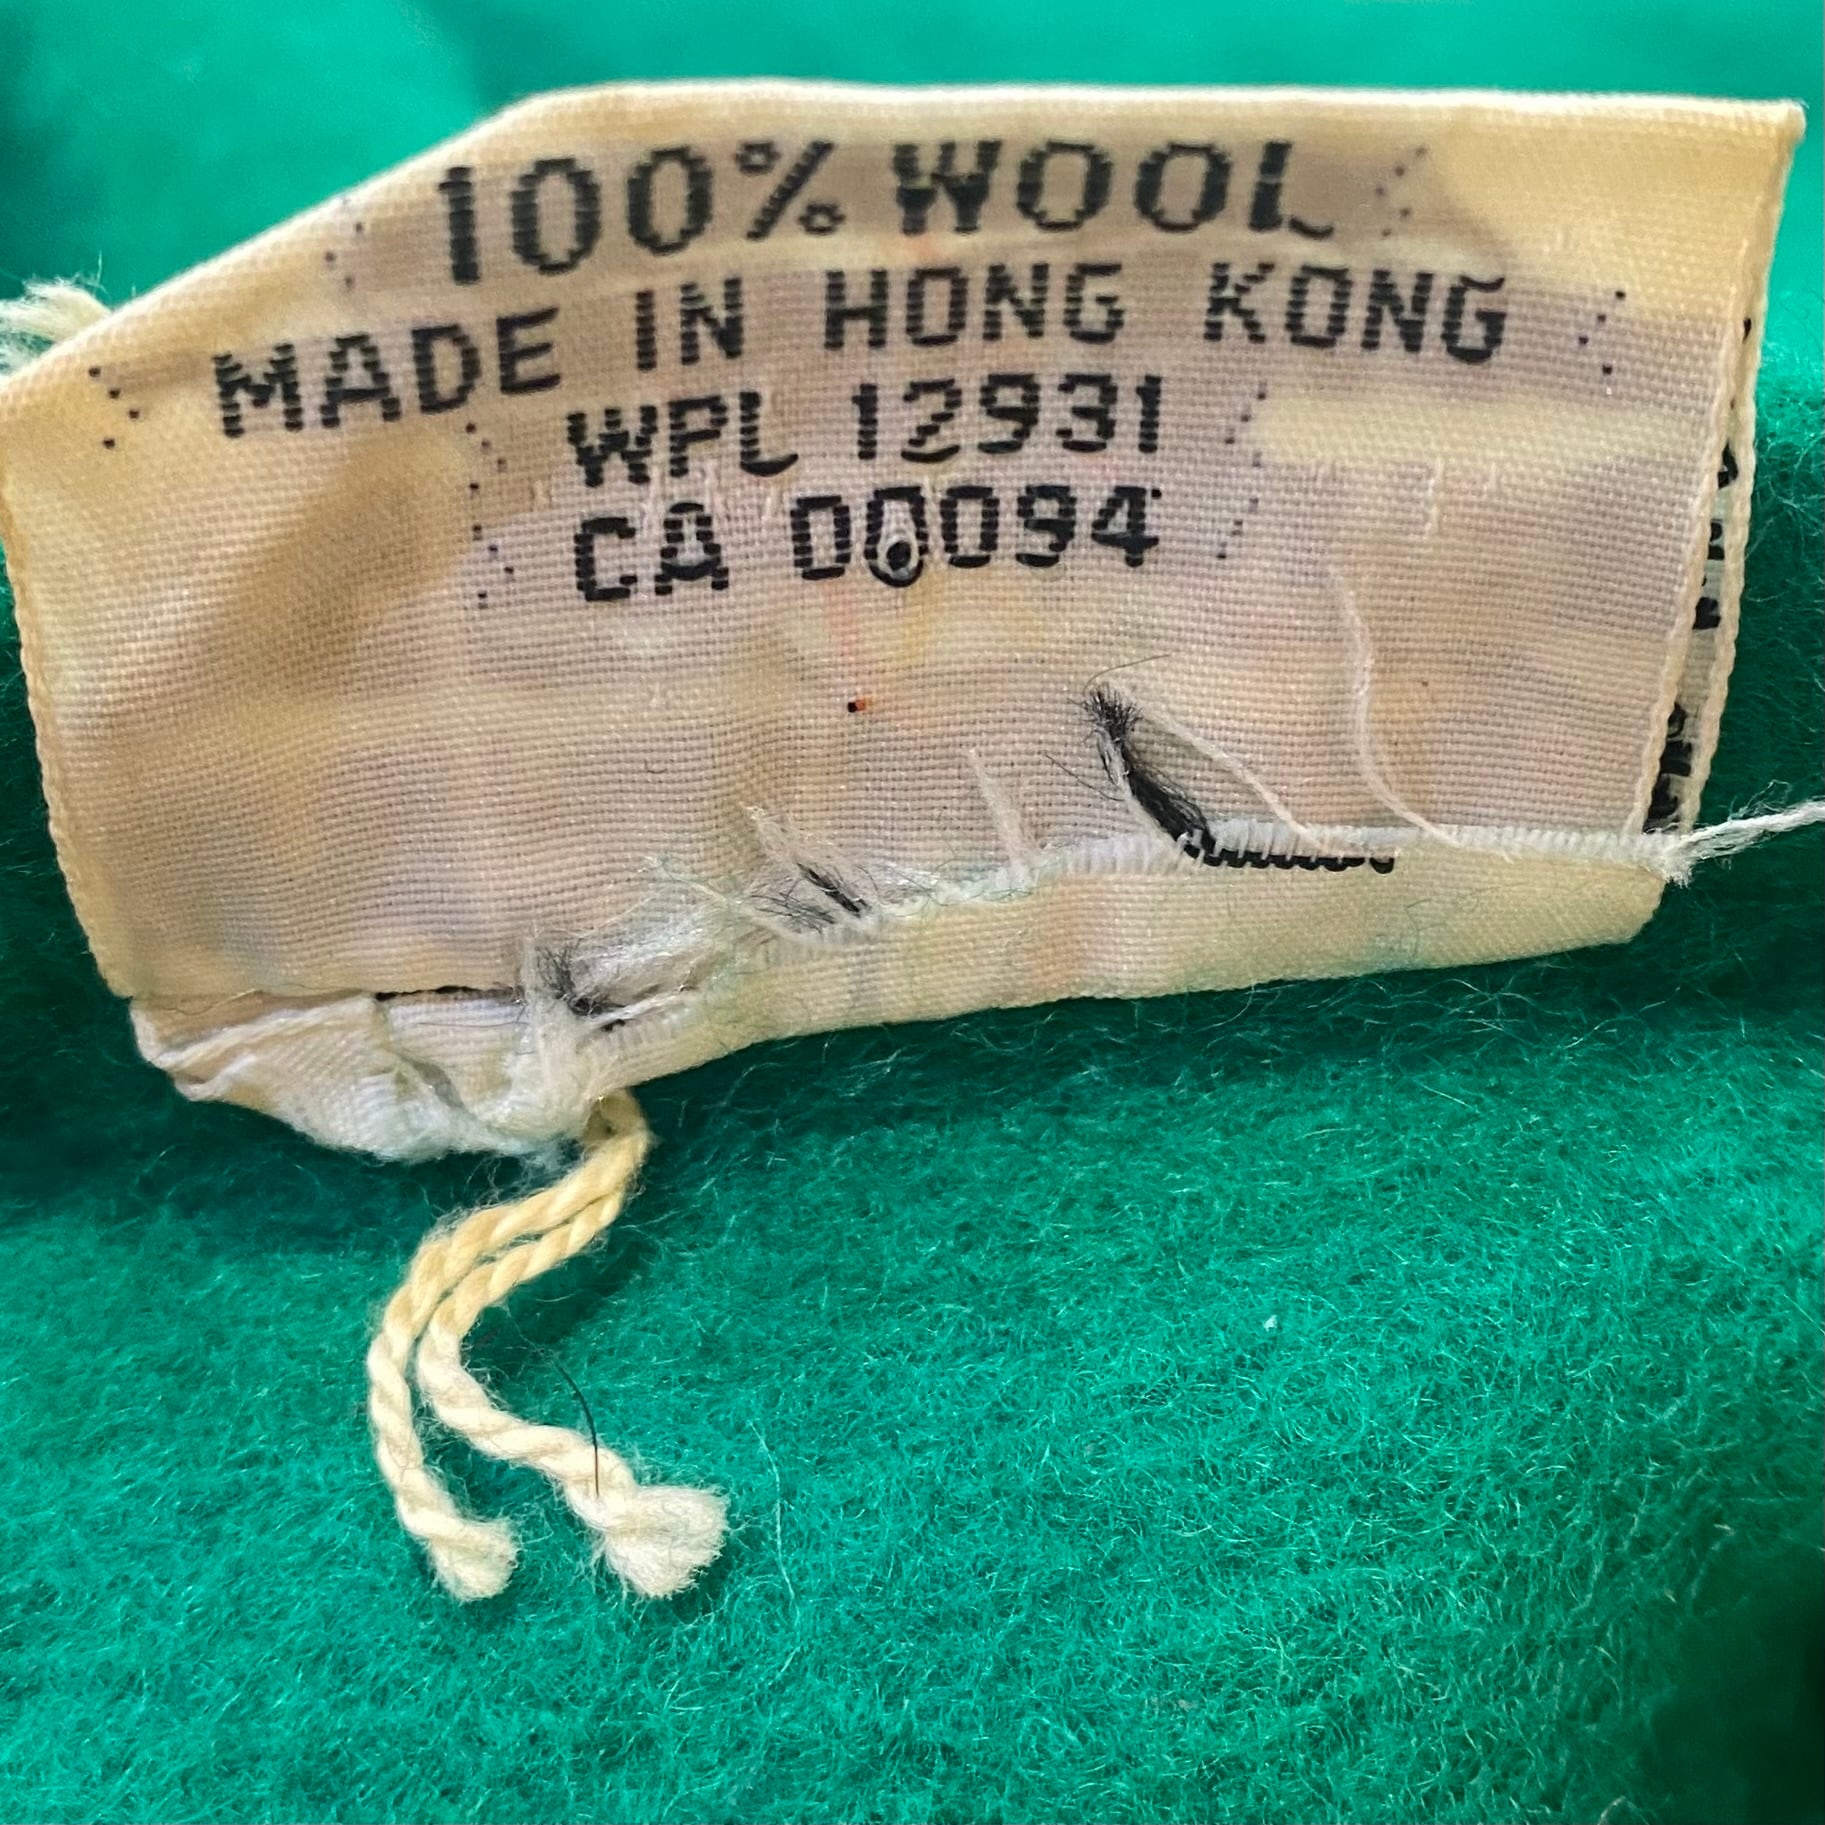 100% WOOL
MADE IN HONG KONG
WPL 12931
CA 00094